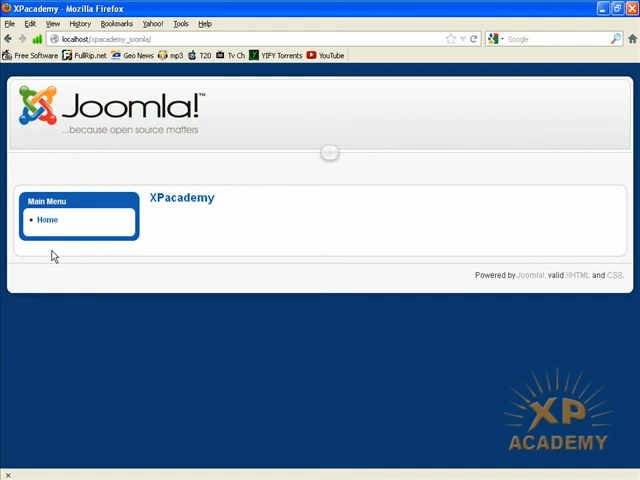 XPacademy - Mozilla Firefox
File Edit View History Bookmarks Yahoo! Tools Help
localhost/xpacademy_joomla/
Google
Free Software FullRip.net Geo News mp3 T20 Tv Ch YIFY Torrents YouTube
Joomla!™
...because open source matters
Main Menu
Home
XPacademy
Powered by Joomla!. valid XHTML and CSS.
XP
ACADEMY